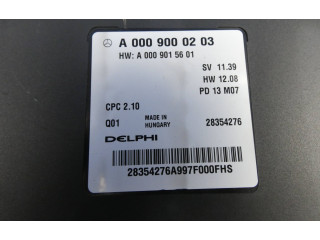 A 000 900 02 03
HW: A 000 901 56 01
SV 11.39
HW 12.08
PD 13 M07
CPC 2.10
Q01
MADE IN
HUNGARY
28354276
DELPHI
28354276A997F000FHS